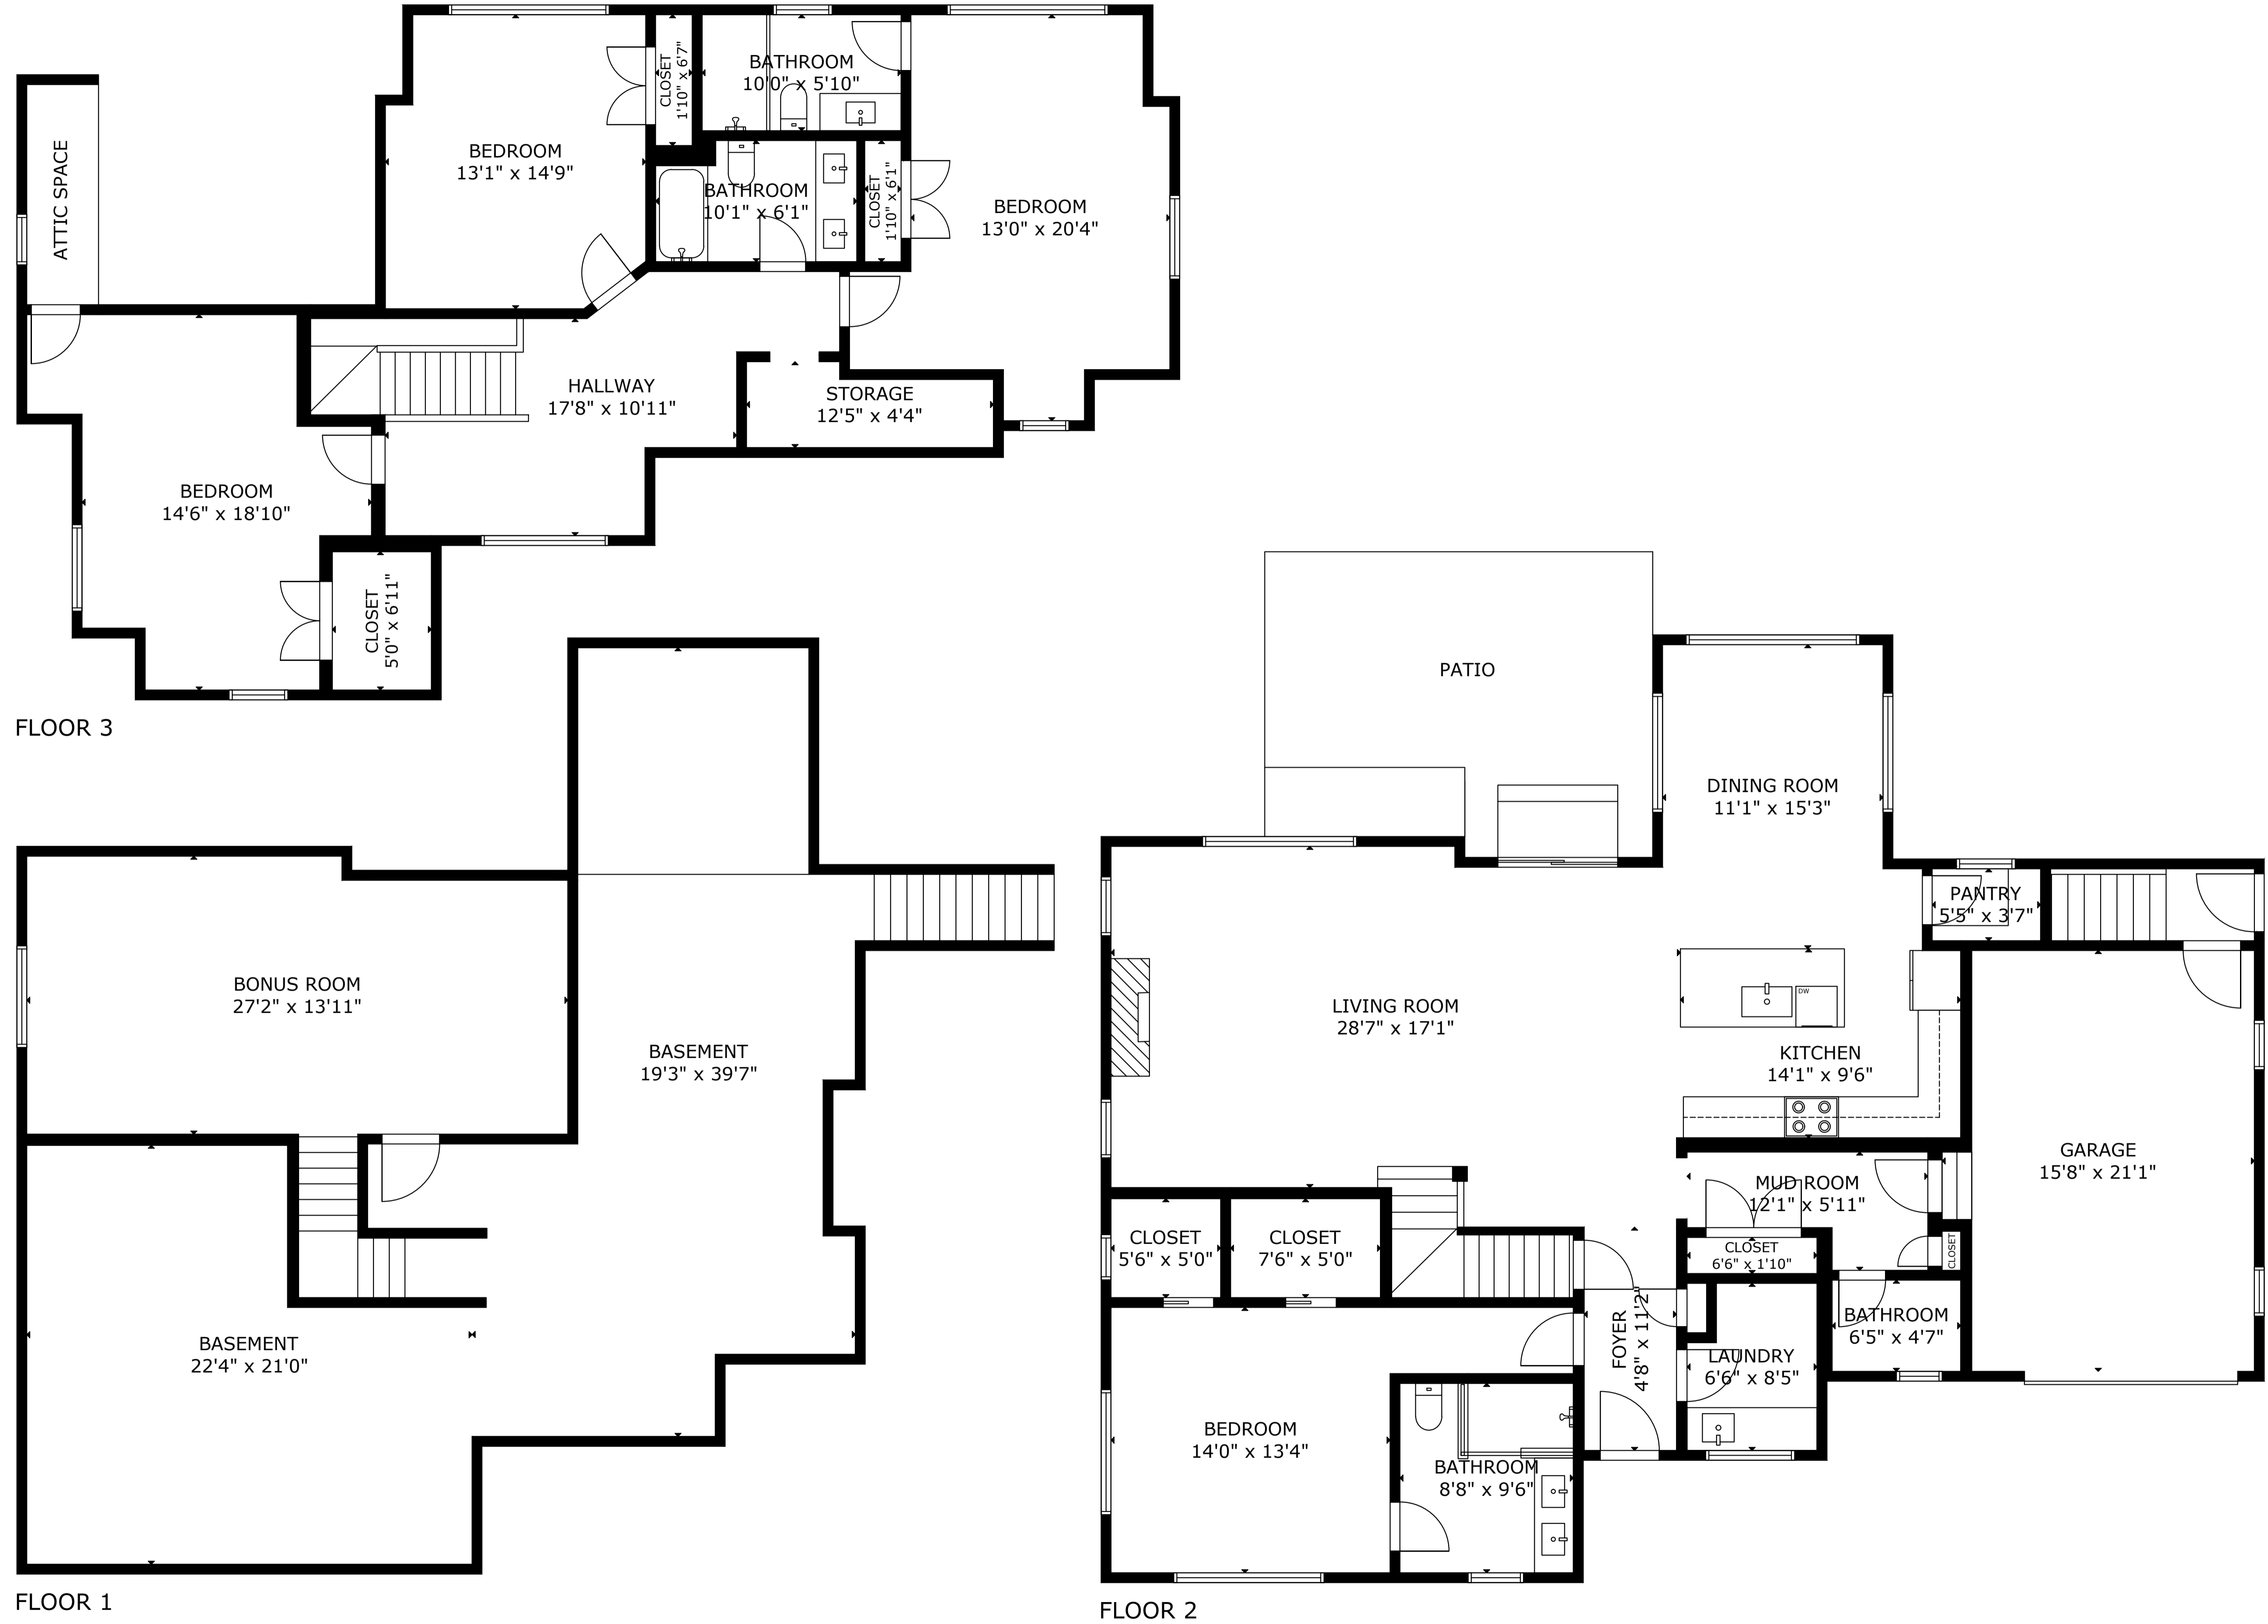 BATHROOM
10'0" x 5'10"
CLOSET
1'10" x 6'7"
BEDROOM
13'1" x 14'9"
ATTIC SPACE
BATHROOM
10'1" x 6'1"
CLOSET
1'10" x 6'1"
BEDROOM
13'0" x 20'4"
HALLWAY
17'8" x 10'11"
STORAGE
12'5" x 4'4"
BEDROOM
14'6" x 18'10"
CLOSET
5'0" x 6'11"
FLOOR 3
BONUS ROOM
27'2" x 13'11"
BASEMENT
19'3" x 39'7"
BASEMENT
22'4" x 21'0"
FLOOR 1
PATIO
DINING ROOM
11'1" x 15'3"
PANTRY
5'5" x 3'7"
LIVING ROOM
28'7" x 17'1"
DW
KITCHEN
14'1" x 9'6"
GARAGE
15'8" x 21'1"
MUD ROOM
12'1" x 5'11"
CLOSET
5'6" x 5'0"
CLOSET
7'6" x 5'0"
CLOSET
6'6" x 1'10"
CLOSET
FOYER
4'8" x 11'2"
BATHROOM
6'5" x 4'7"
LAUNDRY
6'6" x 8'5"
BEDROOM
14'0" x 13'4"
BATHROOM
8'8" x 9'6"
FLOOR 2